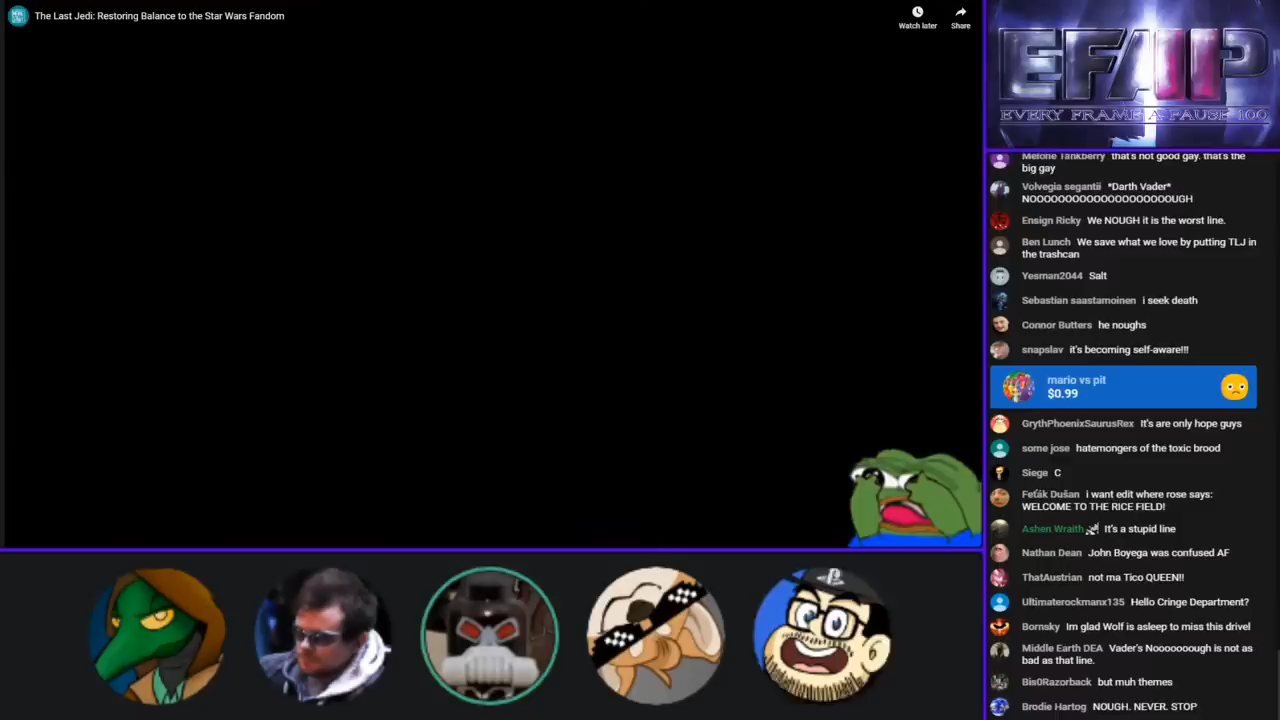 The Last Jedi: Restoring Balance to the Star Wars Fandom
Watch later
Share
EFAP
EVERY FRAME A PAUSE 100
Melone Tankberry that's not good gay. that's the
big gay
Volvegia segantii *Darth Vader*
NOOOOOOOOOOOOOOOOOOOUGH
Ensign Ricky We NOUGH it is the worst line.
Ben Lunch We save what we love by putting TLJ in
the trashcan
Yesman2044 Salt
Sebastian saastamoinen i seek death
Connor Butters he noughs
snapslav it's becoming self-aware!!!
mario vs pit
$0.99
GrythPhoenixSaurusRex It's are only hope guys
some jose hatemongers of the toxic brood
Siege C
Feťák Dušan i want edit where rose says:
WELCOME TO THE RICE FIELD!
Ashen Wraith It's a stupid line
Nathan Dean John Boyega was confused AF
ThatAustrian not ma Tico QUEEN!!
Ultimaterockmanx135 Hello Cringe Department?
Bornsky Im glad Wolf is asleep to miss this drivel
Middle Earth DEA Vader's Nooooooough is not as
bad as that line.
Bis0Razorback but muh themes
Brodie Hartog NOUGH. NEVER. STOP